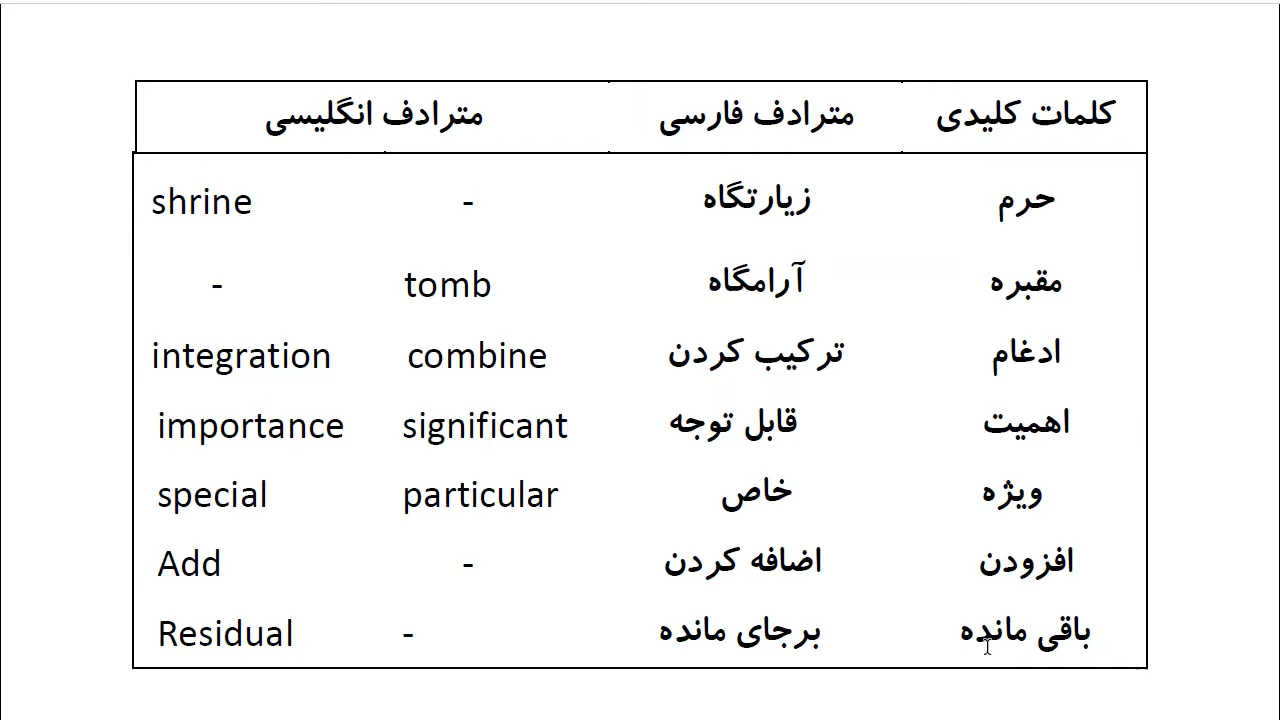 کلمات کلیدی مترادف فارسی مترادف انگلیسی
حرم زیارتگاه - shrine
مقبره آرامگاه tomb -
ادغام ترکیب کردن combine integration
اهمیت قابل توجه significant importance
ویژه خاص particular special
افزودن اضافه کردن - Add
باقی مانده برجای مانده - Residual